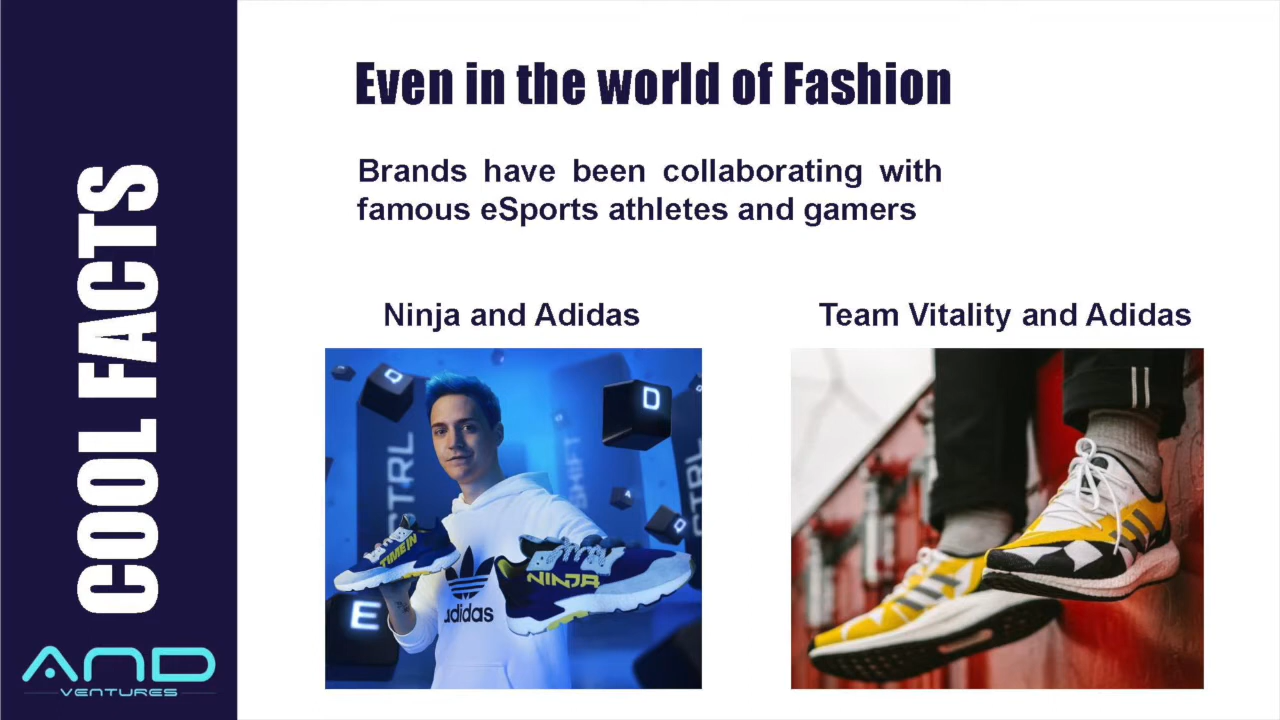 COOL FACTS
AND
VENTURES
Even in the world of Fashion
Brands have been collaborating with
famous eSports athletes and gamers
Ninja and Adidas
Q
D
CTRL
SHIFT
CTRL
A
Q
TIME IN
NINJA
adidas
E
Team Vitality and Adidas